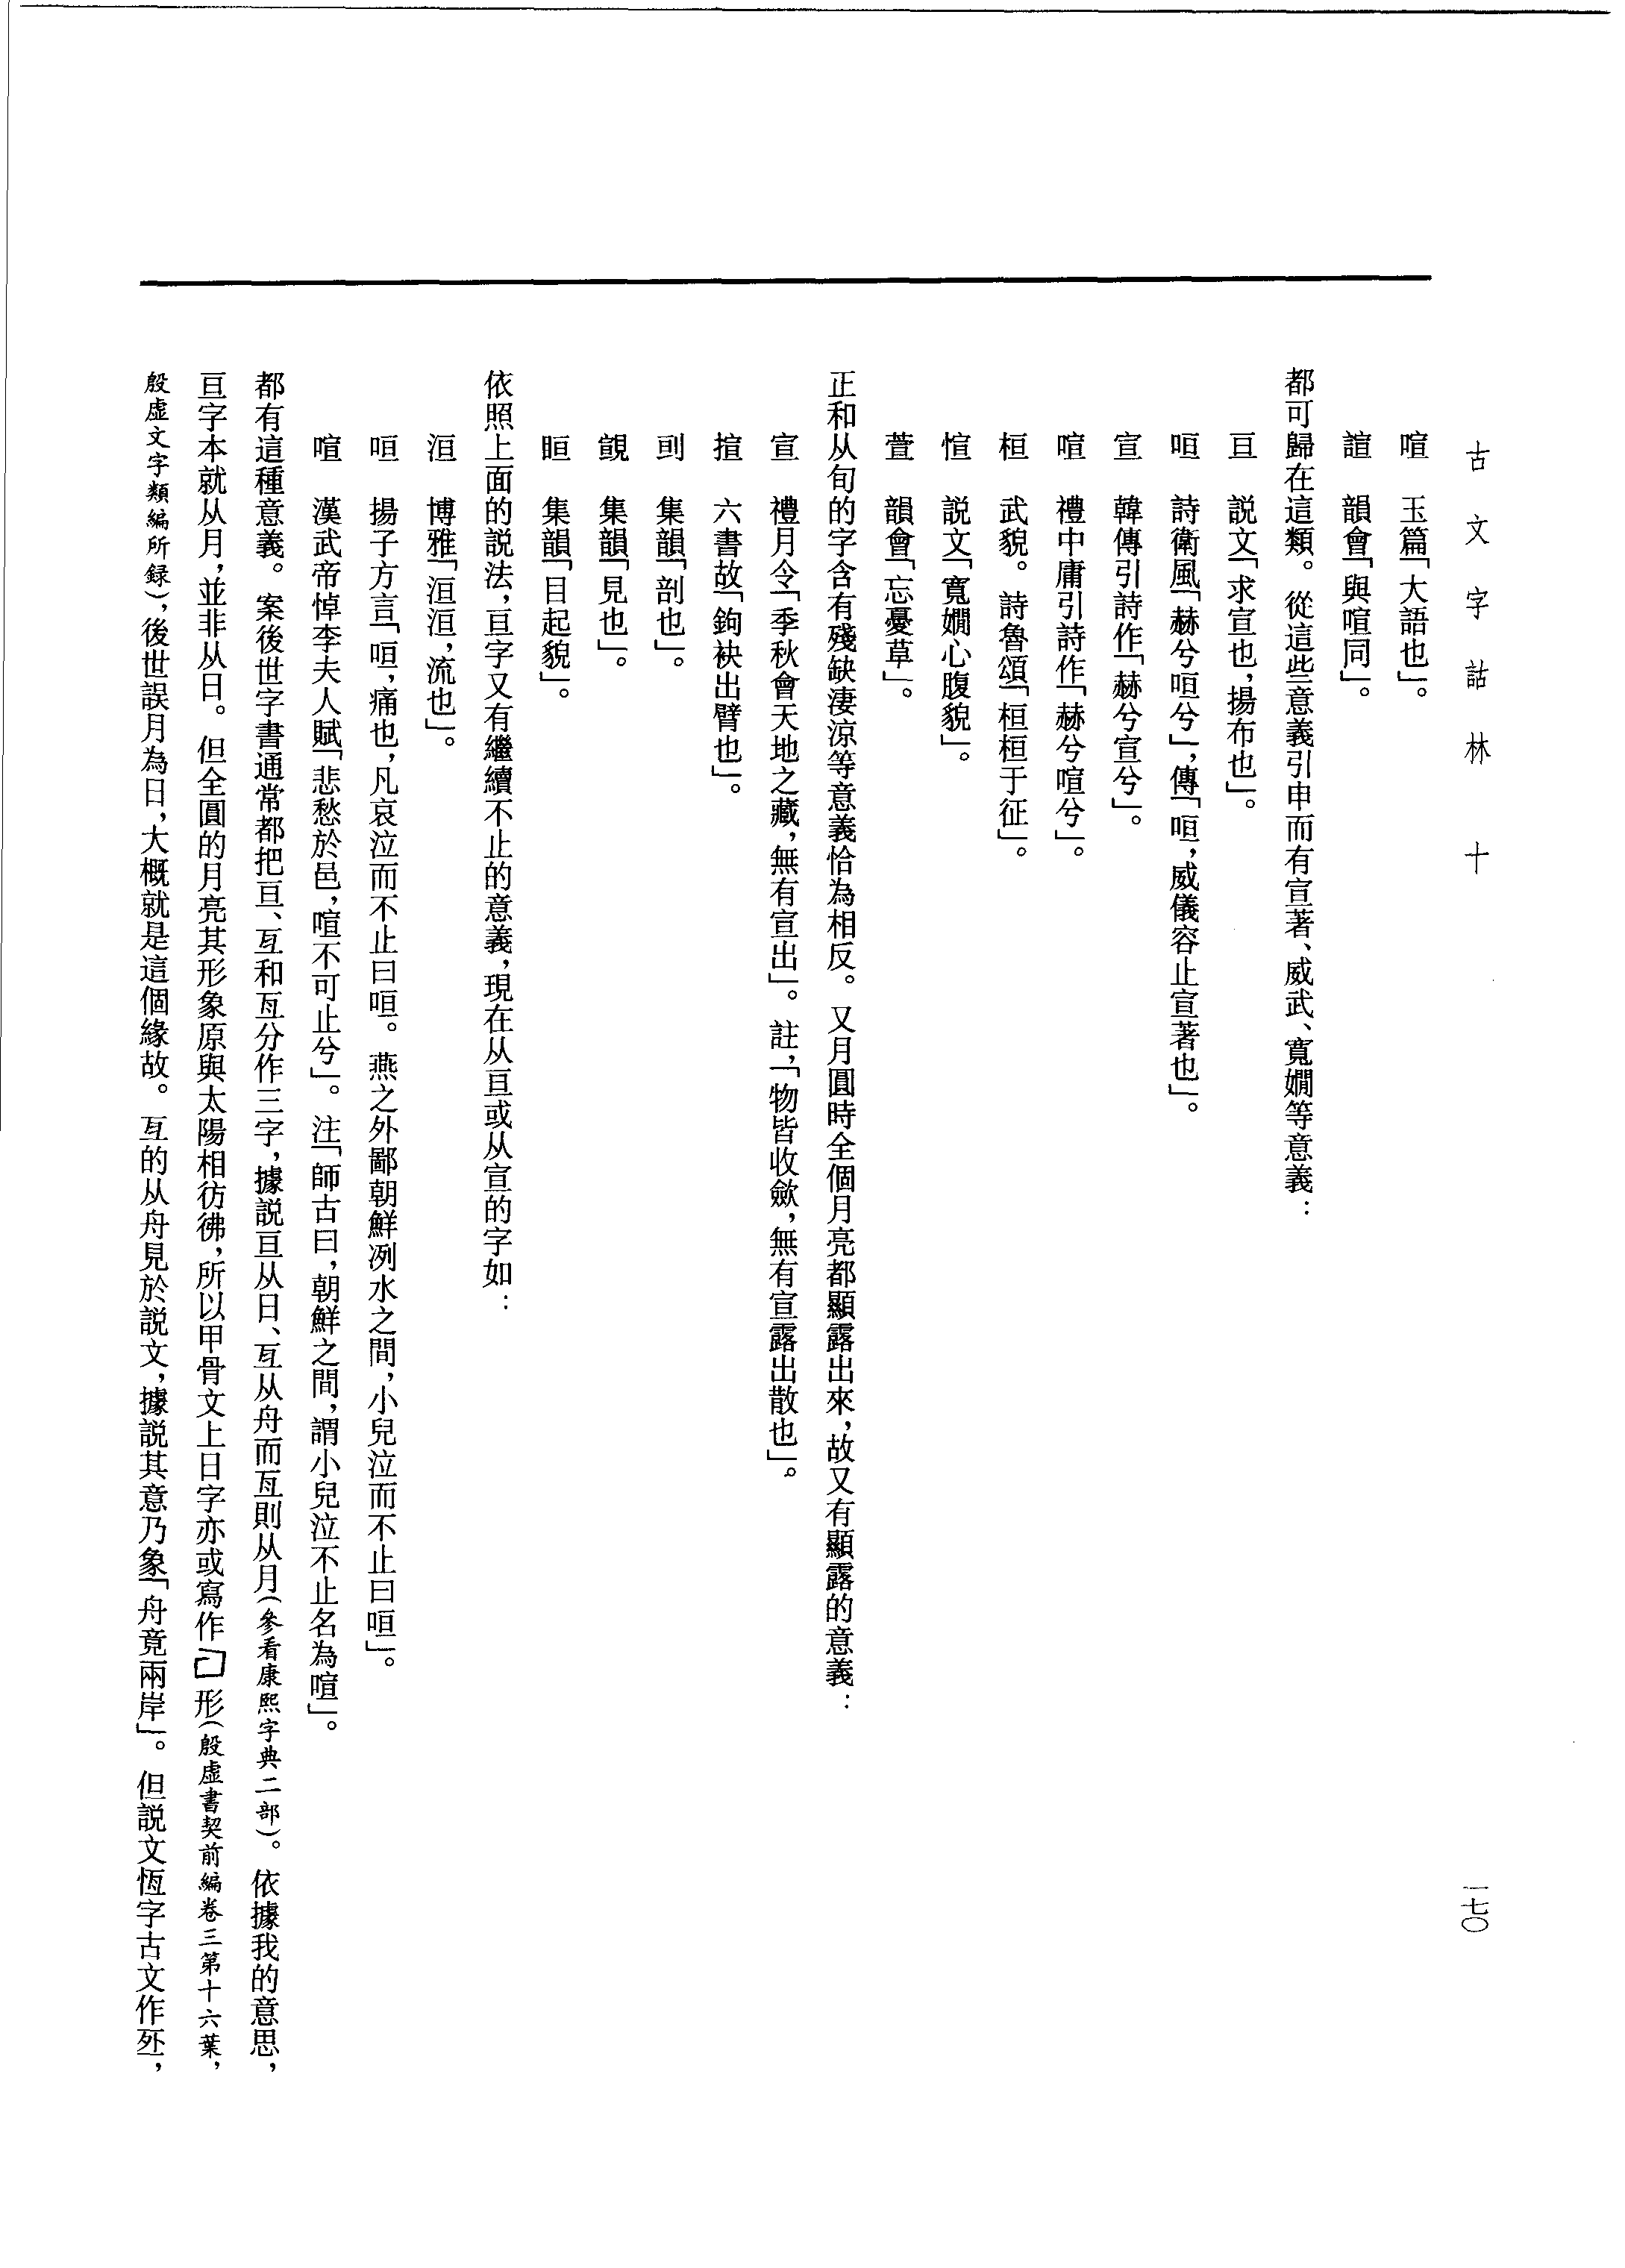 古文字詁林 十
一七〇
喧 玉篇「大語也」。
諠 韻會「與喧同」。
都可歸在這類。從這些意義引申而有宣著、威武、寬嫺等意義：
亘 説文「求宣也，揚布也」。
咺 詩衛風「赫兮咺兮」，傳「咺，威儀容止宣著也」。
宣 韓傳引詩作「赫兮宣兮」。
喧 禮中庸引詩作「赫兮喧兮」。
桓 武貌。詩魯頌「桓桓于征」。
愃 説文「寬嫺心腹貌」。
萱 韻會「忘憂草」。
正和从旬的字含有殘缺淒涼等意義恰為相反。又月圓時全個月亮都顯露出來，故又有顯露的意義：
宣 禮月令「季秋會天地之藏，無有宣出」。註，「物皆收斂，無有宣露出散也」。
揎 六書故「鉤袂出臂也」。
刯 集韻「剖也」。
覨 集韻「見也」。
眲 集韻「目起貌」。
依照上面的説法，亘字又有繼續不止的意義，現在从亘或从宣的字如：
洹 博雅「洹洹，流也」。
咺 揚子方言「咺，痛也，凡哀泣而不止曰咺。燕之外鄙朝鮮洌水之間，小兒泣而不止曰咺」。
喧 漢武帝悼李夫人賦「悲愁於邑，喧不可止兮」。注「師古曰，朝鮮之間，謂小兒泣不止名為喧」。
都有這種意義。案後世字書通常都把亘、𠄨和亙分作三字，據説亘从日、𠄨从舟而亙則从月（參看康熙字典二部）。依據我的意思，
亘字本就从月，並非从日。但全圓的月亮其形象原與太陽相彷彿，所以甲骨文上日字亦或寫作形（殷虛書契前編卷三第十六葉，
殷虛文字類編所録），後世誤月為日，大概就是這個緣故。𠄨的从舟見於説文，據説其意乃象「舟竟兩岸」。但説文恆字古文作𠄨，